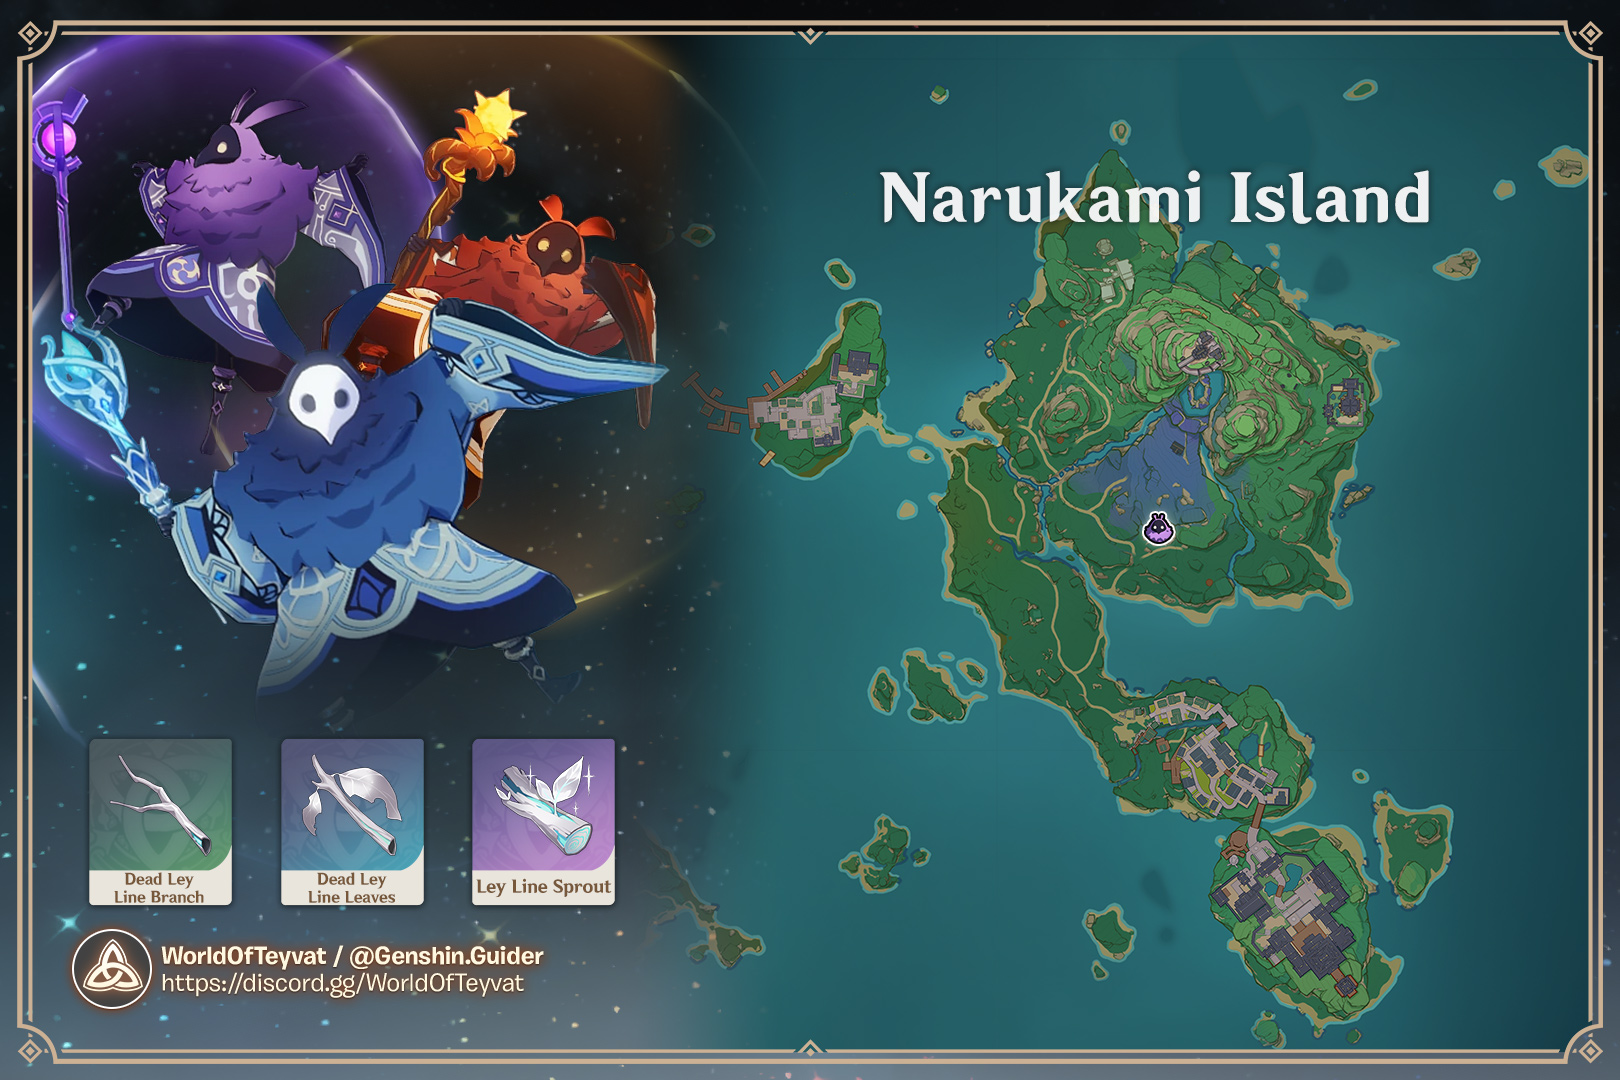 Narukami Island
Dead Ley
Line Branch
Dead Ley
Line Leaves
Ley Line Sprout
WorldOfTeyvat / @Genshin.Guider
https://discord.gg/WorldOfTeyvat